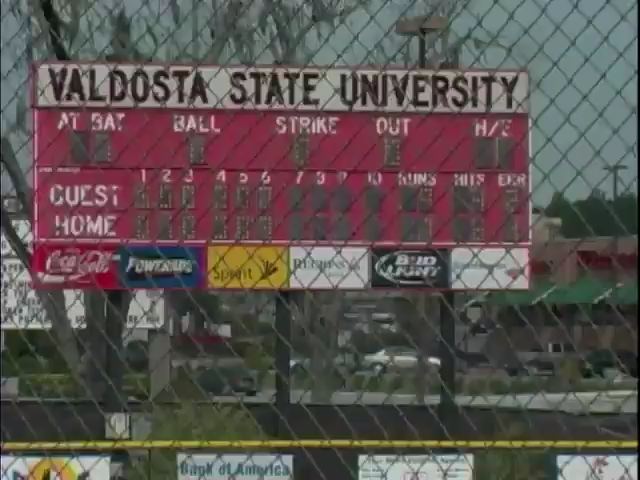 VALDOSTA STATE UNIVERSITY
AT BAT BALL STRIKE OUT H/E
1 2 3 4 5 6 7 8 9 10 RUNS HITS ERR
GUEST
HOME
Coca-Cola POWERADE Sprint BUD LIGHT
Bank of America